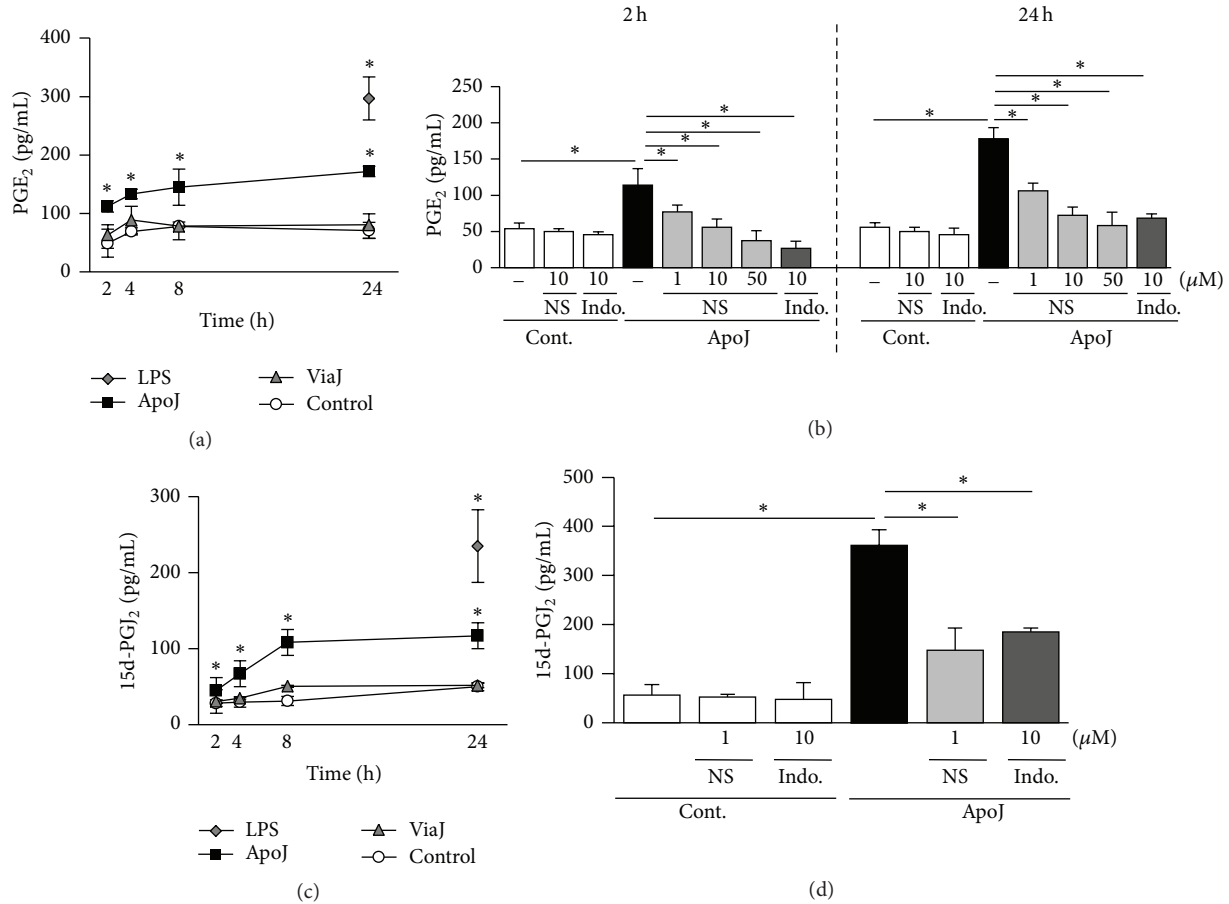 400
300
200
100
0
PGE₂ (pg/mL)
* * * * *
2 4 8 24
Time (h)
LPS ViaJ
ApoJ Control
(a)
2 h 24 h
250
200
150
100
50
0
PGE₂ (pg/mL)
* * * * * * * * * *
– 10 10 – 1 10 50 10 – 10 10 – 1 10 50 10 (μM)
NS Indo. NS Indo. NS Indo. NS Indo.
Cont. ApoJ Cont. ApoJ
(b)
300
200
100
0
15d-PGJ₂ (pg/mL)
* * * * *
2 4 8 24
Time (h)
LPS ViaJ
ApoJ Control
(c)
500
400
300
200
100
0
15d-PGJ₂ (pg/mL)
* * *
1 10 1 10 (μM)
NS Indo. NS Indo.
Cont. ApoJ
(d)